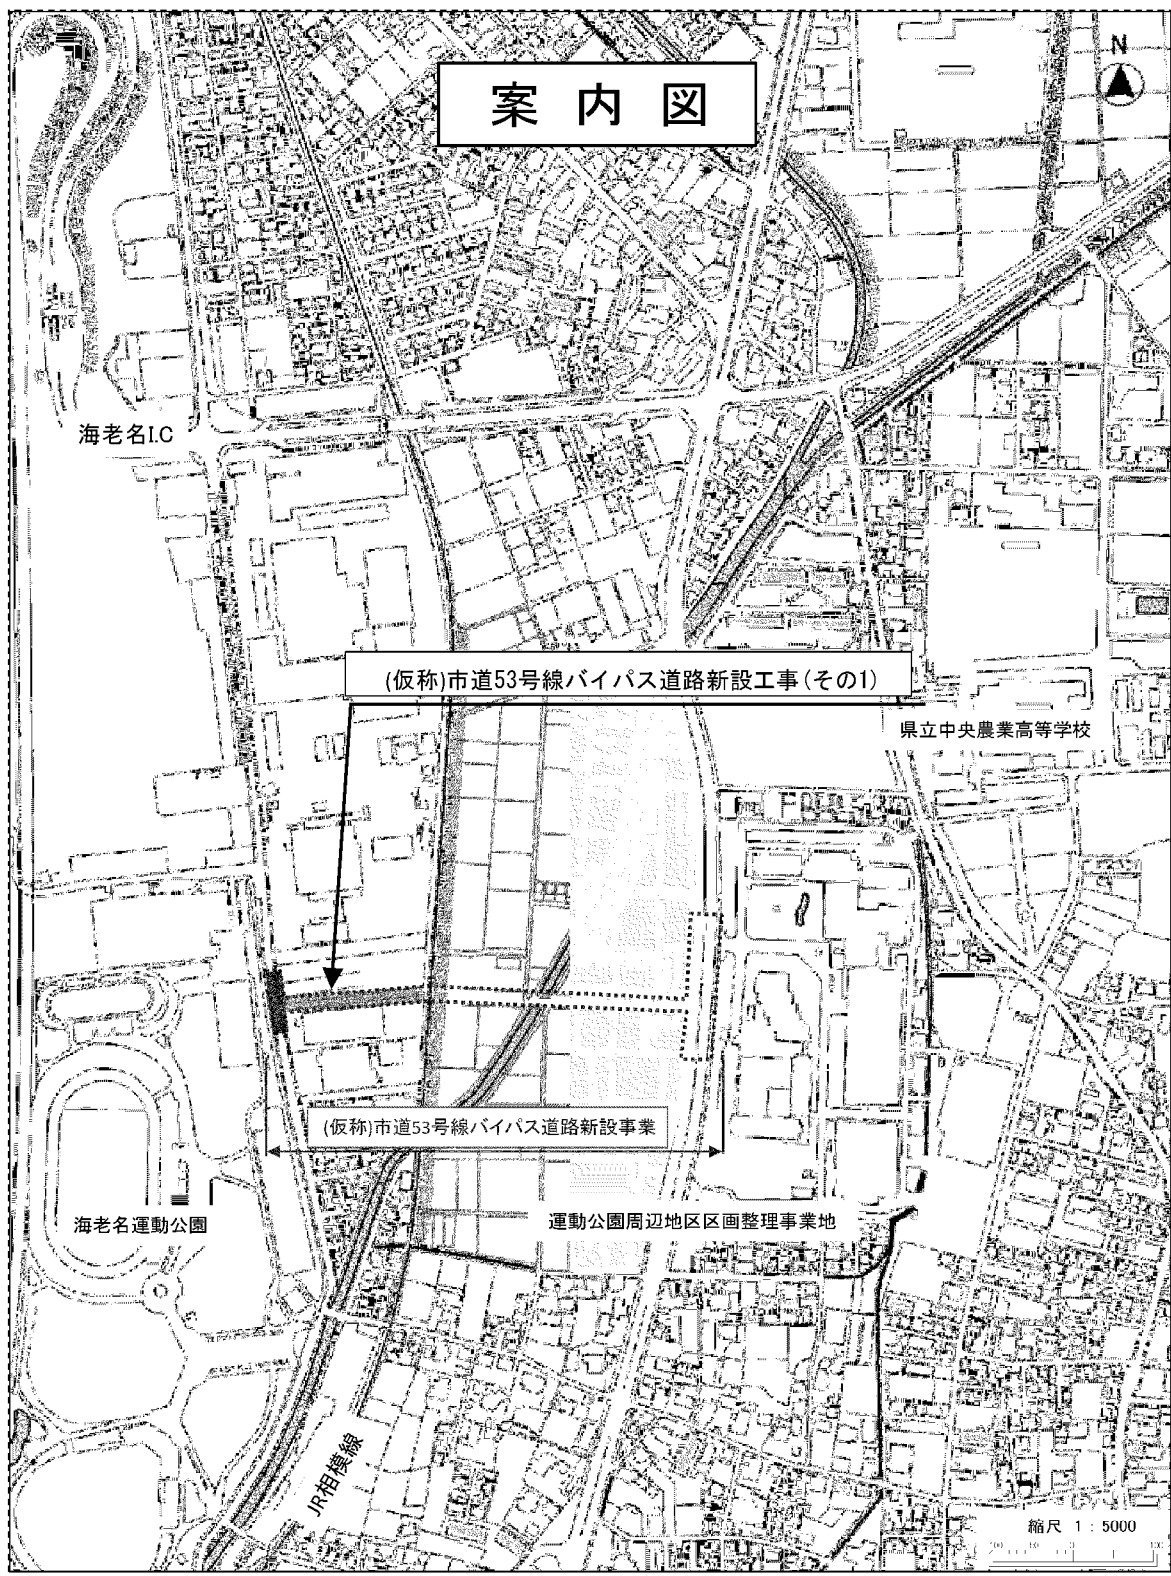 案内図
N
海老名I.C
(仮称)市道53号線バイパス道路新設工事(その1)
県立中央農業高等学校
(仮称)市道53号線バイパス道路新設事業
海老名運動公園
運動公園周辺地区区画整理事業地
JR相模線
縮尺 1:5000